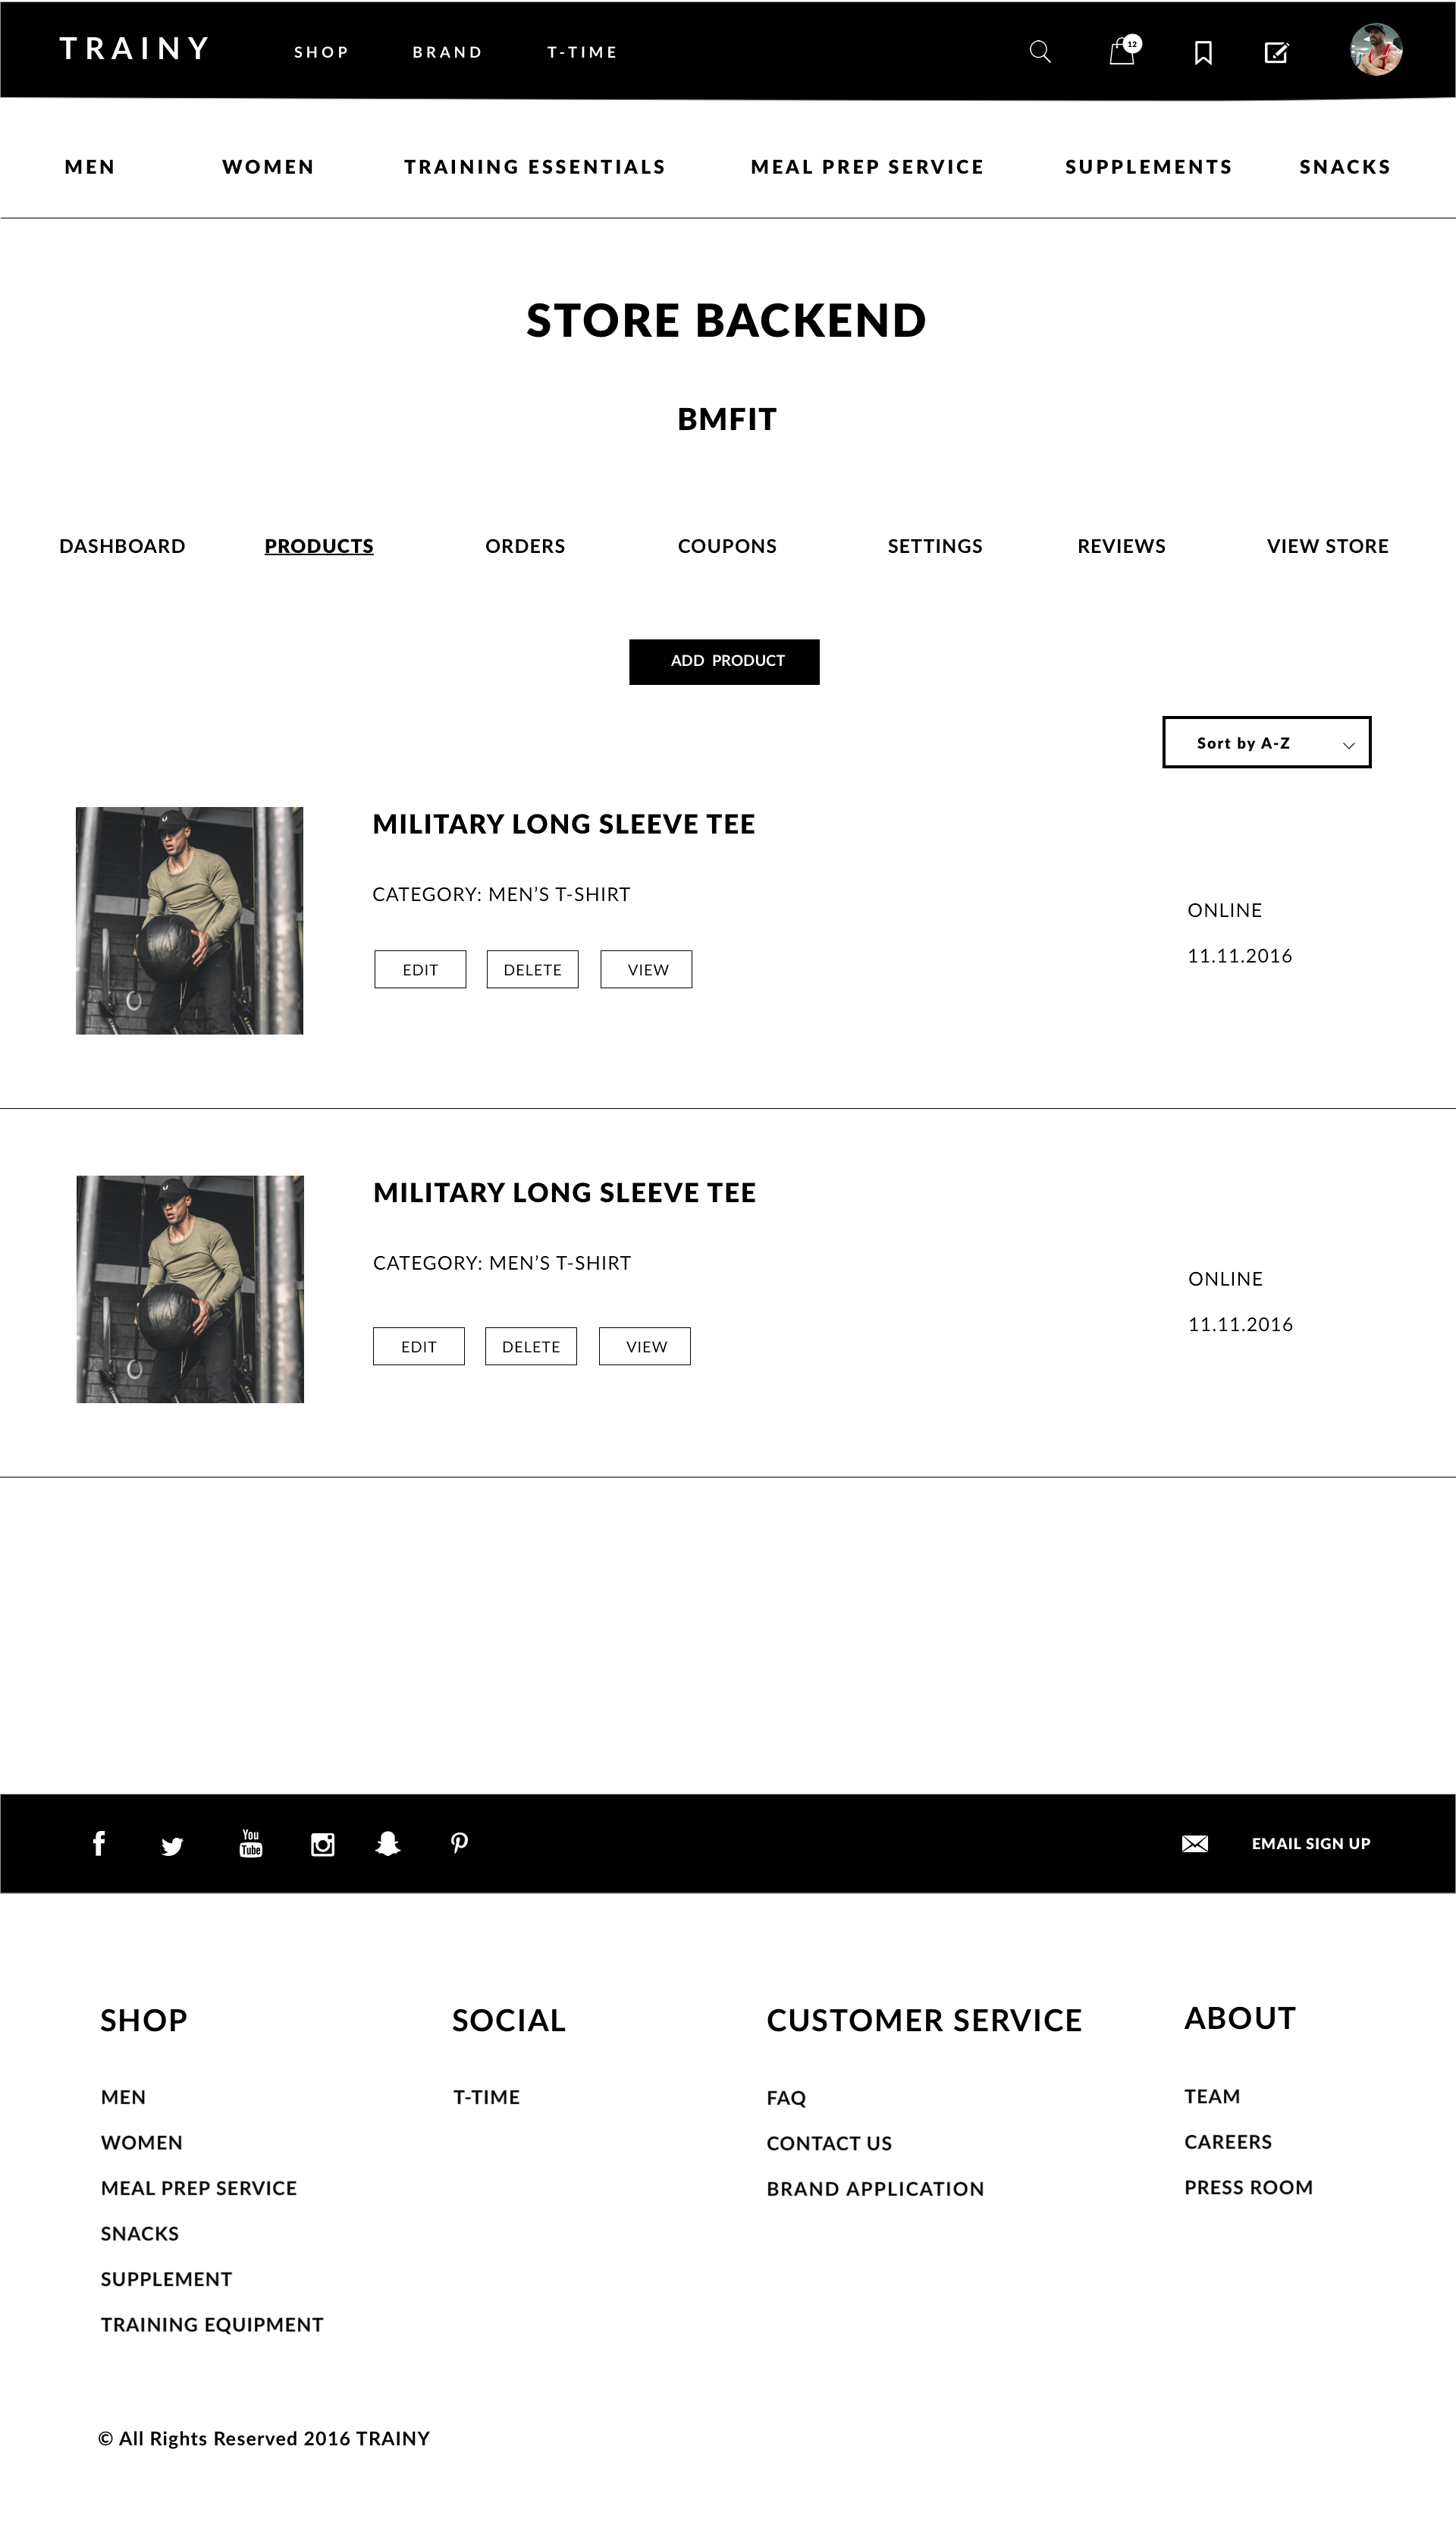 TRAINY SHOP BRAND T-TIME 12
MEN WOMEN TRAINING ESSENTIALS MEAL PREP SERVICE SUPPLEMENTS SNACKS
STORE BACKEND
BMFIT
DASHBOARD PRODUCTS ORDERS COUPONS SETTINGS REVIEWS VIEW STORE
ADD PRODUCT
Sort by A-Z
MILITARY LONG SLEEVE TEE
CATEGORY: MEN’S T-SHIRT
ONLINE
11.11.2016
EDIT DELETE VIEW
MILITARY LONG SLEEVE TEE
CATEGORY: MEN’S T-SHIRT
ONLINE
11.11.2016
EDIT DELETE VIEW
You
Tube
EMAIL SIGN UP
SHOP
MEN
WOMEN
MEAL PREP SERVICE
SNACKS
SUPPLEMENT
TRAINING EQUIPMENT
SOCIAL
T-TIME
CUSTOMER SERVICE
FAQ
CONTACT US
BRAND APPLICATION
ABOUT
TEAM
CAREERS
PRESS ROOM
© All Rights Reserved 2016 TRAINY